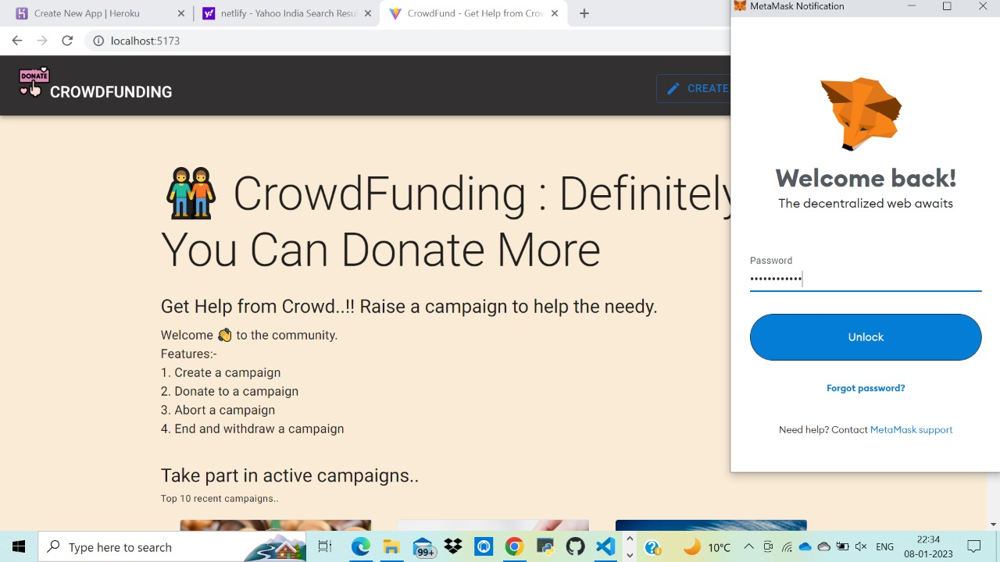 Create New App | Heroku
netlify - Yahoo India Search Resu
CrowdFund - Get Help from Crow
MetaMask Notification
localhost:5173
DONATE
CROWDFUNDING
CREATE
Welcome back!
The decentralized web awaits
Password
Unlock
Forgot password?
Need help? Contact MetaMask support
👬 CrowdFunding : Definitely
You Can Donate More
Get Help from Crowd..!! Raise a campaign to help the needy.
Welcome 👏 to the community.
Features:-
1. Create a campaign
2. Donate to a campaign
3. Abort a campaign
4. End and withdraw a campaign
Take part in active campaigns..
Top 10 recent campaigns..
Type here to search
99+
10°C
ENG
22:34
08-01-2023